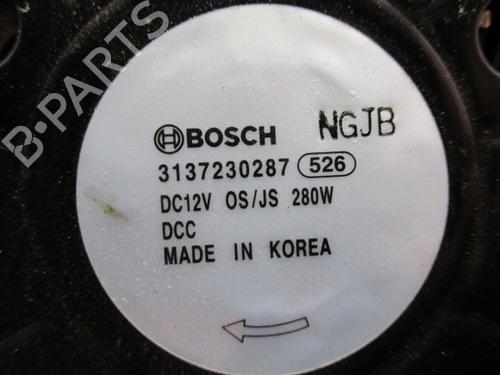 B-PARTS
BOSCH NGJB
3137230287 526
DC12V OS/JS 280W
DCC
MADE IN KOREA